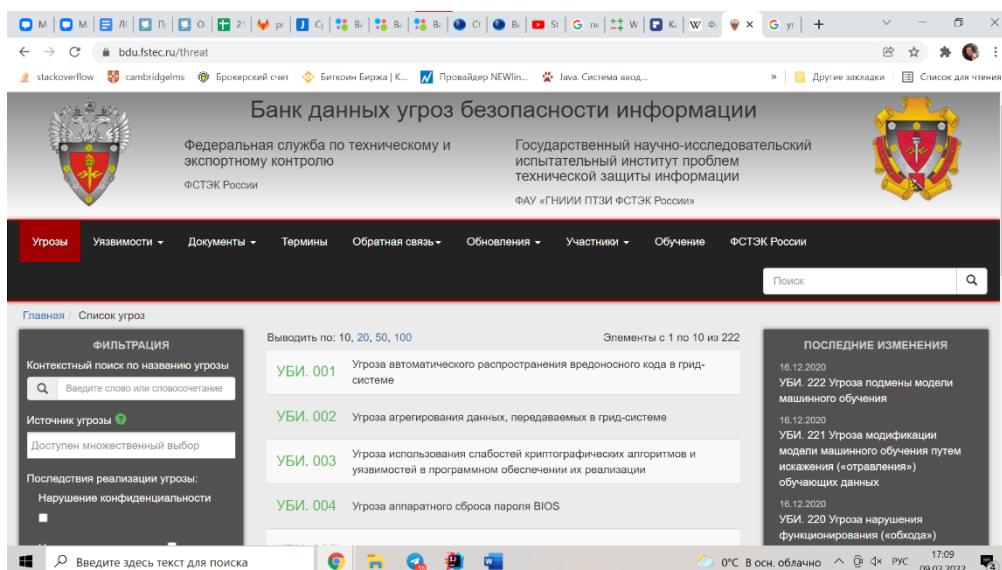 bdu.fstec.ru/threat
stackoverflow cambridgelms Брокерский счет Биткоин Биржа | К... Провайдер NEWlin... Java. Система ввод... » Другие закладки Список для чтения
Банк данных угроз безопасности информации
Федеральная служба по техническому и
экспортному контролю
ФСТЭК России
Государственный научно-исследовательский
испытательный институт проблем
технической защиты информации
ФАУ «ГНИИИ ПТЗИ ФСТЭК России»
Угрозы Уязвимости Документы Термины Обратная связь Обновления Участники Обучение ФСТЭК России
Поиск
Главная / Список угроз
ФИЛЬТРАЦИЯ
Контекстный поиск по названию угрозы
Введите слово или словосочетание
Источник угрозы
Доступен множественный выбор
Последствия реализации угрозы:
Нарушение конфиденциальности
Выводить по: 10, 20, 50, 100 Элементы с 1 по 10 из 222
УБИ. 001 Угроза автоматического распространения вредоносного кода в грид-
системе
УБИ. 002 Угроза агрегирования данных, передаваемых в грид-системе
УБИ. 003 Угроза использования слабостей криптографических алгоритмов и
уязвимостей в программном обеспечении их реализации
УБИ. 004 Угроза аппаратного сброса пароля BIOS
ПОСЛЕДНИЕ ИЗМЕНЕНИЯ
16.12.2020
УБИ. 222 Угроза подмены модели
машинного обучения
16.12.2020
УБИ. 221 Угроза модификации
модели машинного обучения путем
искажения («отравления»)
обучающих данных
16.12.2020
УБИ. 220 Угроза нарушения
функционирования («обхода»)
Введите здесь текст для поиска
0°C В осн. облачно РУС 17:09
09.02.2022